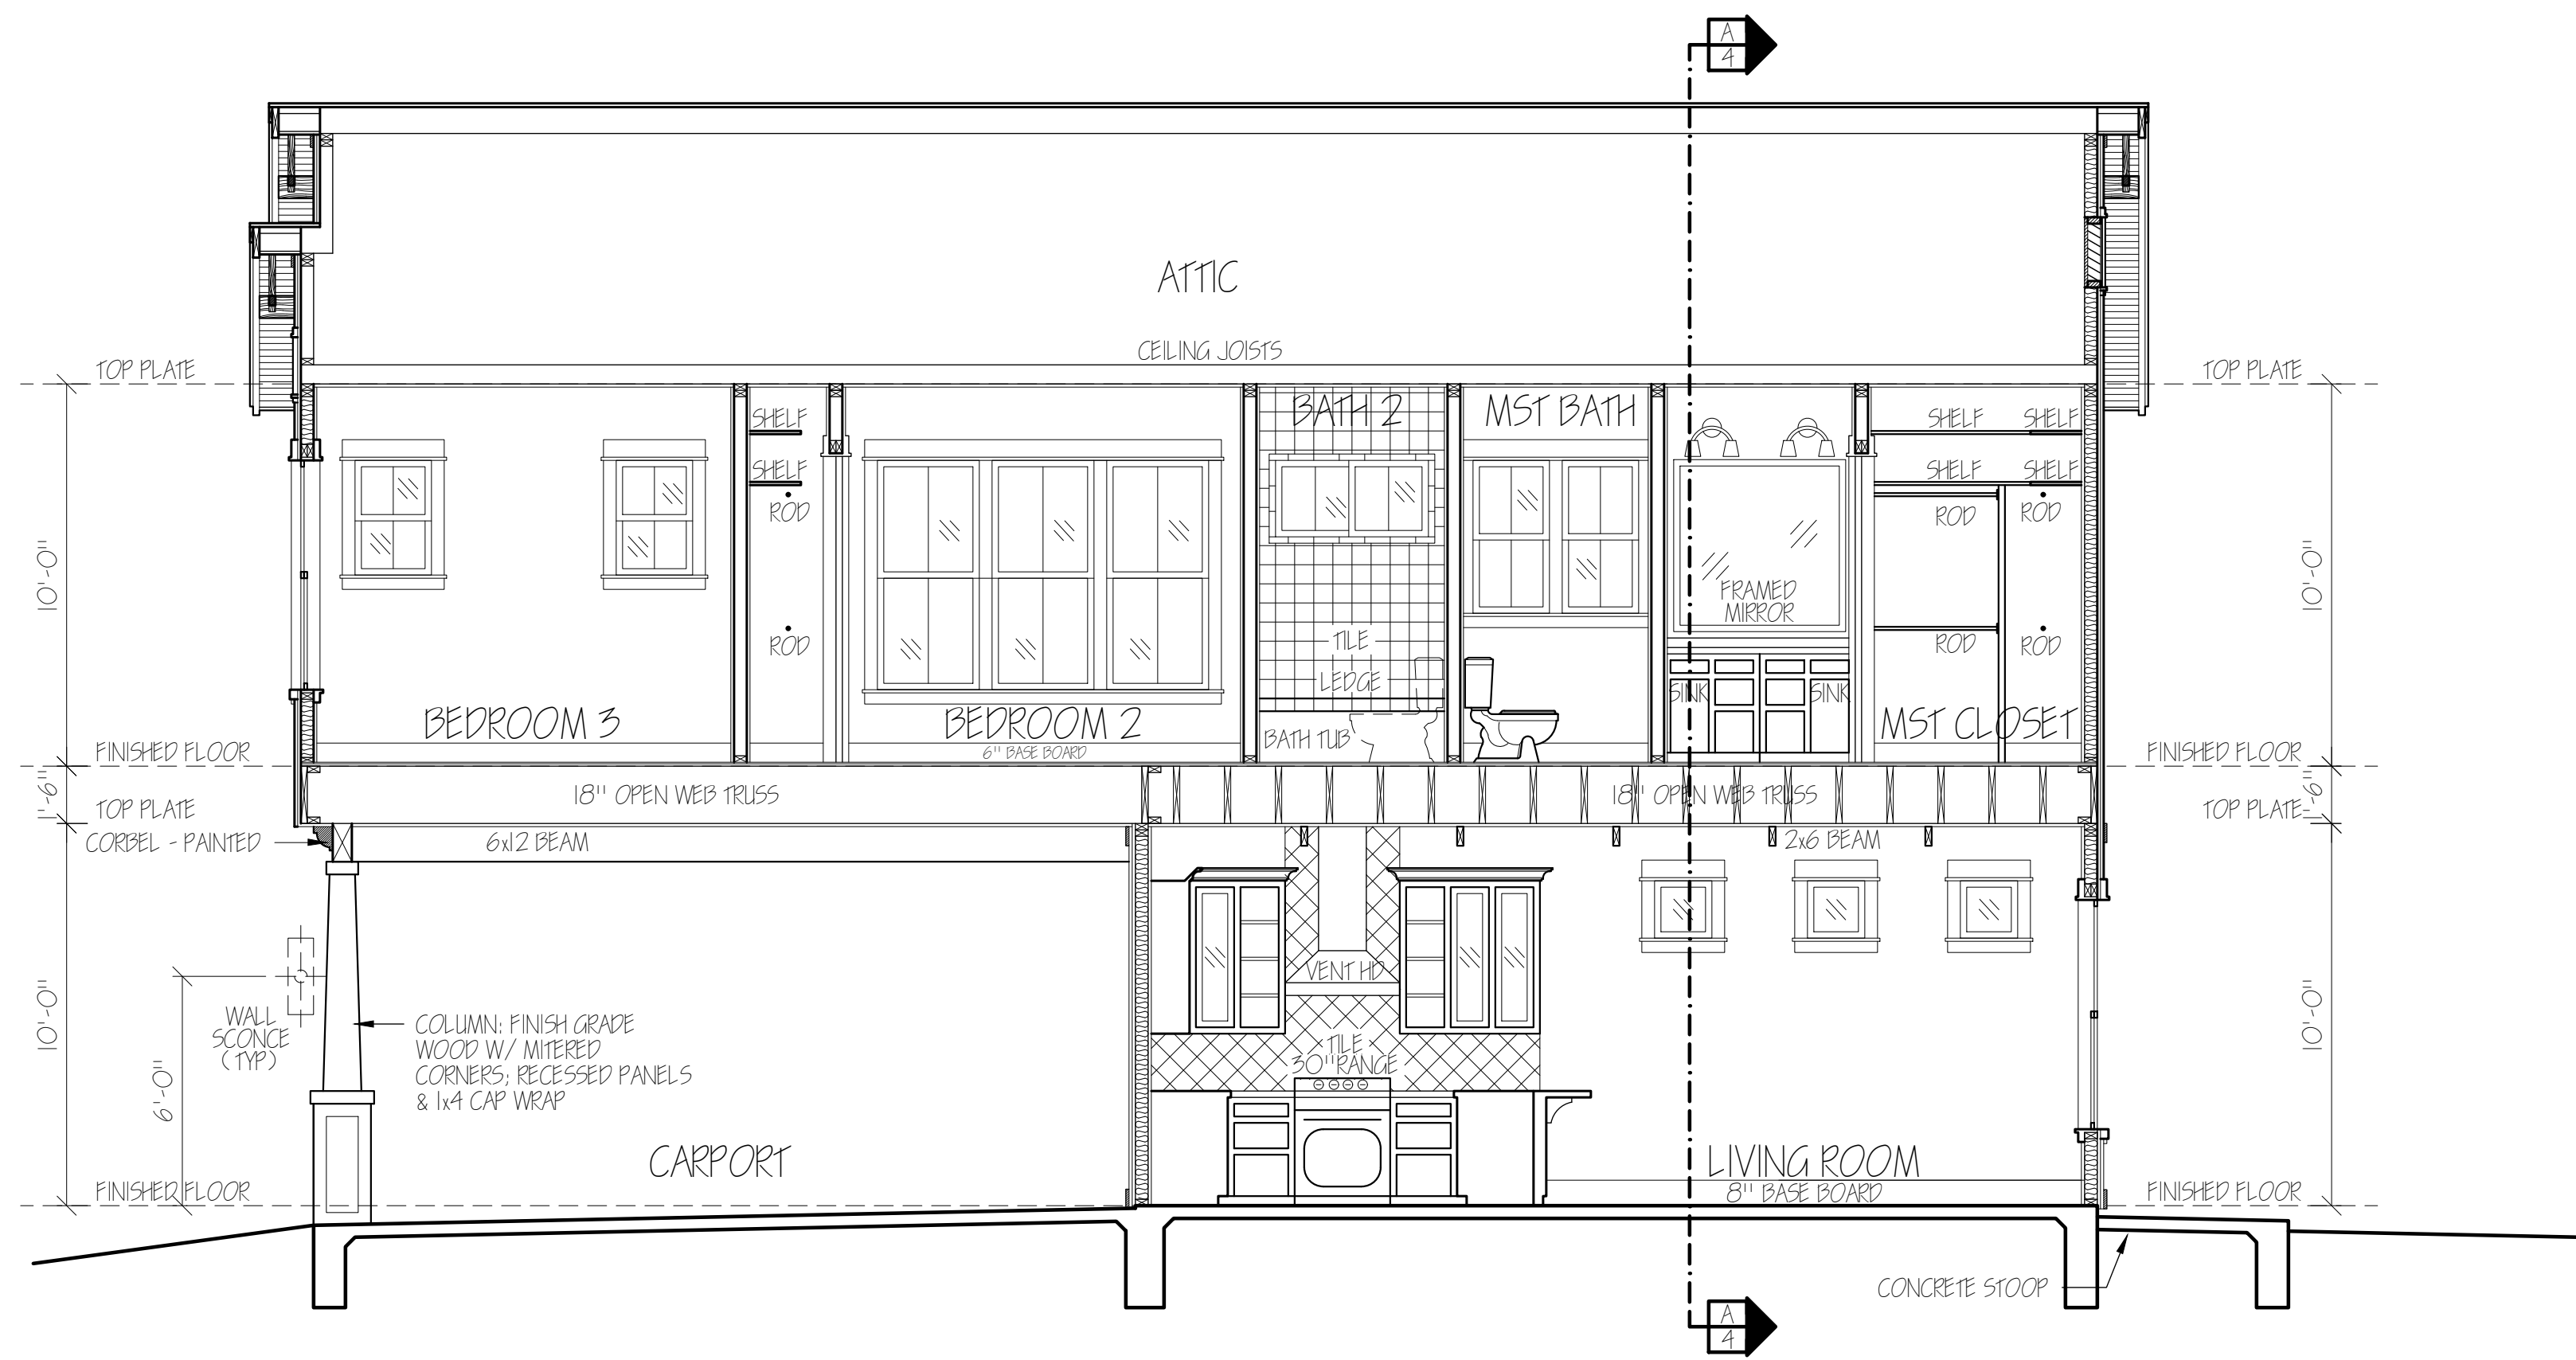 A
4
ATTIC
CEILING JOISTS
TOP PLATE
TOP PLATE
BATH 2
MST BATH
SHELF
SHELF
SHELF
SHELF
SHELF
SHELF
ROD
ROD
ROD
10'-0"
10'-0"
FRAMED
MIRROR
ROD
TILE
ROD
ROD
LEDGE
SINK
SINK
BEDROOM 3
BEDROOM 2
MST CLOSET
BATH TUB
6" BASE BOARD
FINISHED FLOOR
FINISHED FLOOR
1'-6"
18" OPEN WEB TRUSS
18" OPEN WEB TRUSS
1'-6"
TOP PLATE
TOP PLATE
CORBEL - PAINTED
6x12 BEAM
2x6 BEAM
VENT HD
10'-0"
10'-0"
WALL
SCONCE
(TYP)
COLUMN: FINISH GRADE
WOOD W/ MITERED
CORNERS; RECESSED PANELS
& 1x4 CAP WRAP
TILE
30" RANGE
6'-0"
CARPORT
LIVING ROOM
8" BASE BOARD
FINISHED FLOOR
FINISHED FLOOR
CONCRETE STOOP
A
4